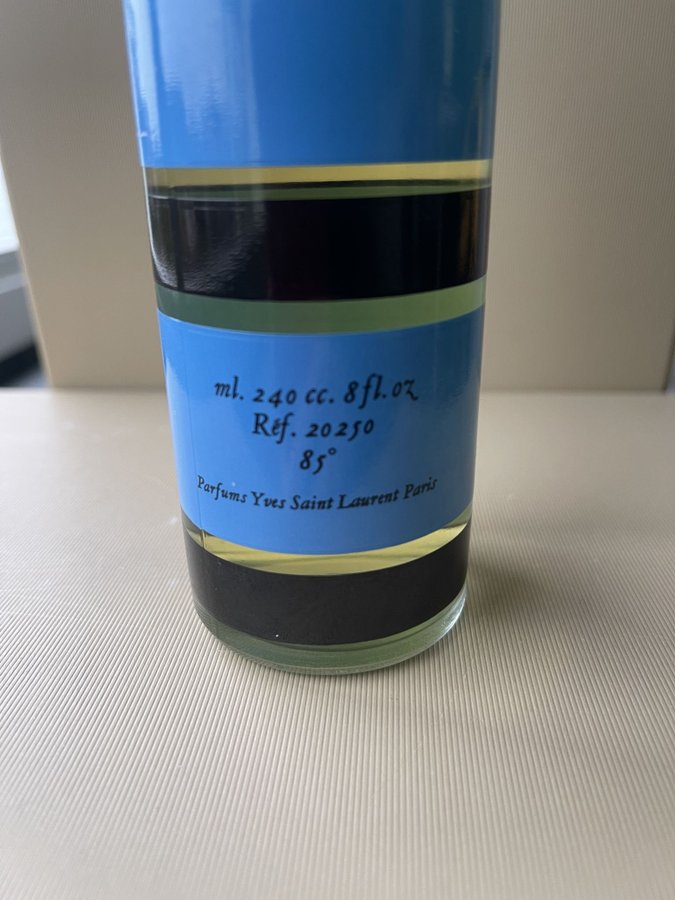 ml. 240 cc. 8 fl. oz
Réf. 20250
85°
Parfums Yves Saint Laurent Paris